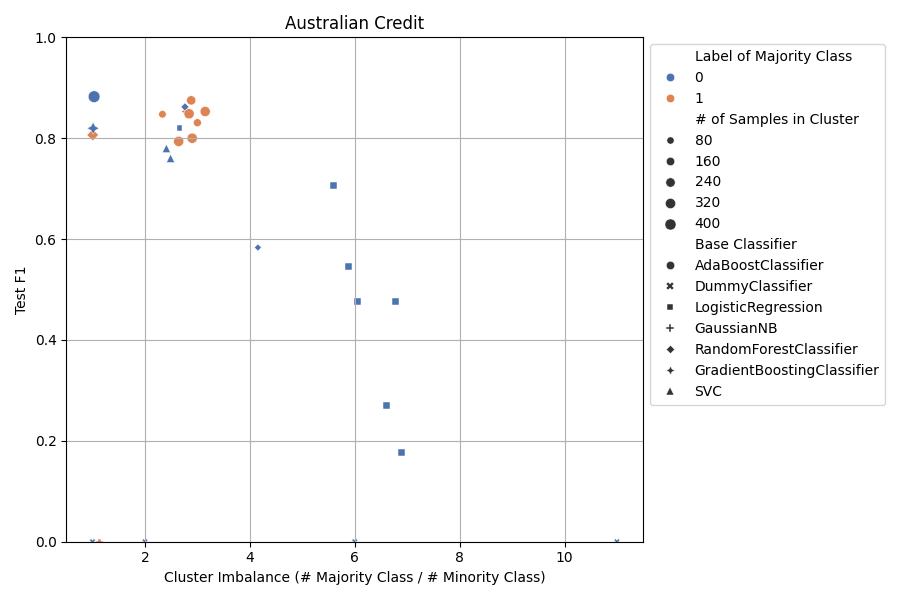 Australian Credit
1.0
0.8
0.6
0.4
0.2
0.0
Test F1
2
4
6
8
10
Cluster Imbalance (# Majority Class / # Minority Class)
Label of Majority Class
0
1
# of Samples in Cluster
80
160
240
320
400
Base Classifier
AdaBoostClassifier
DummyClassifier
LogisticRegression
GaussianNB
RandomForestClassifier
GradientBoostingClassifier
SVC